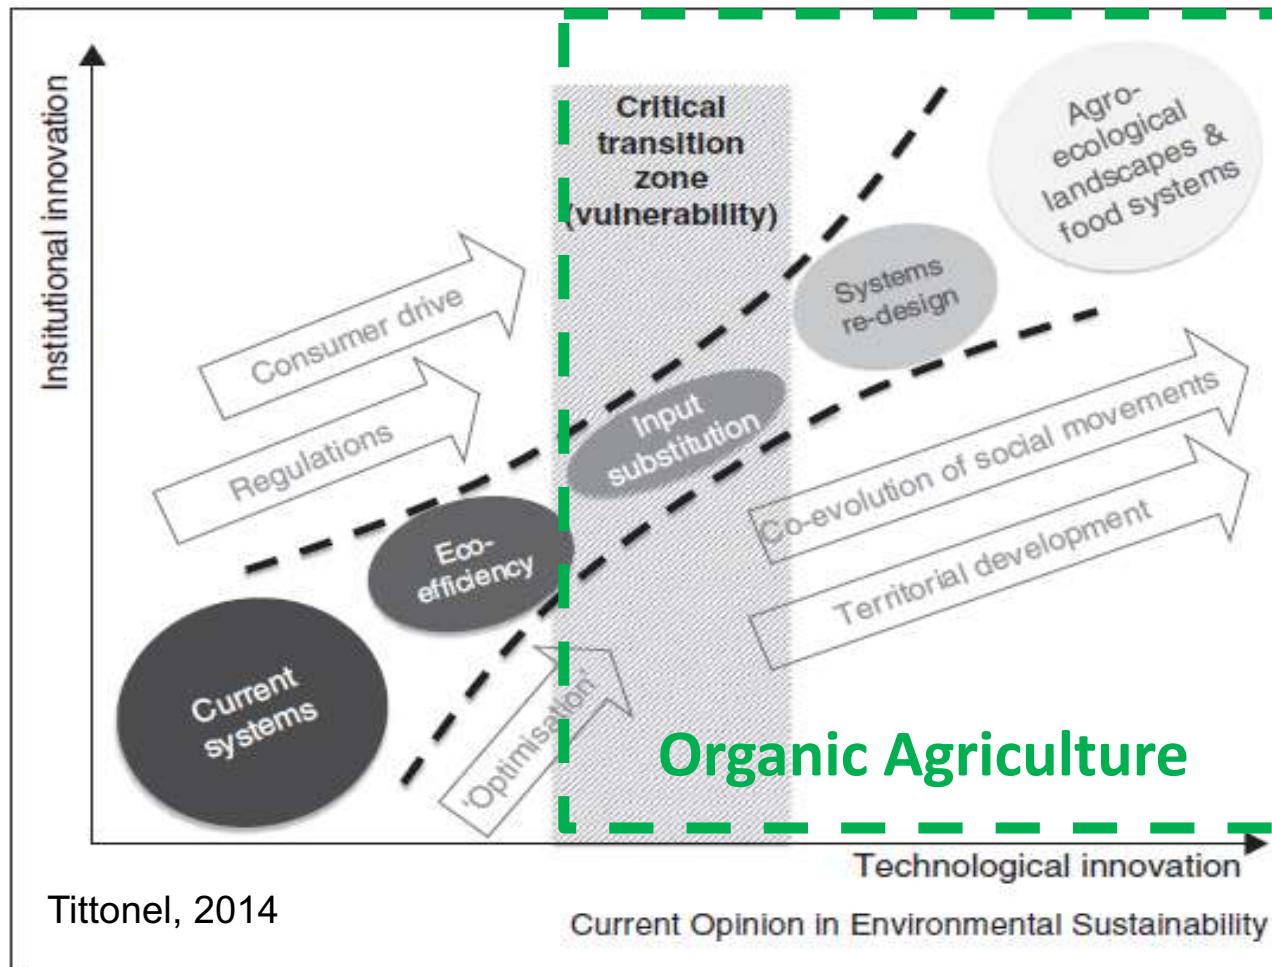 Institutional innovation
Critical
transition
zone
(vulnerability)
Agro-
ecological
landscapes &
food systems
Systems
re-design
Consumer drive
Regulations
Input
substitution
Eco-
efficiency
Co-evolution of social movements
Territorial development
Current
systems
'Optimisation'
Organic Agriculture
Technological innovation
Tittonel, 2014
Current Opinion in Environmental Sustainability